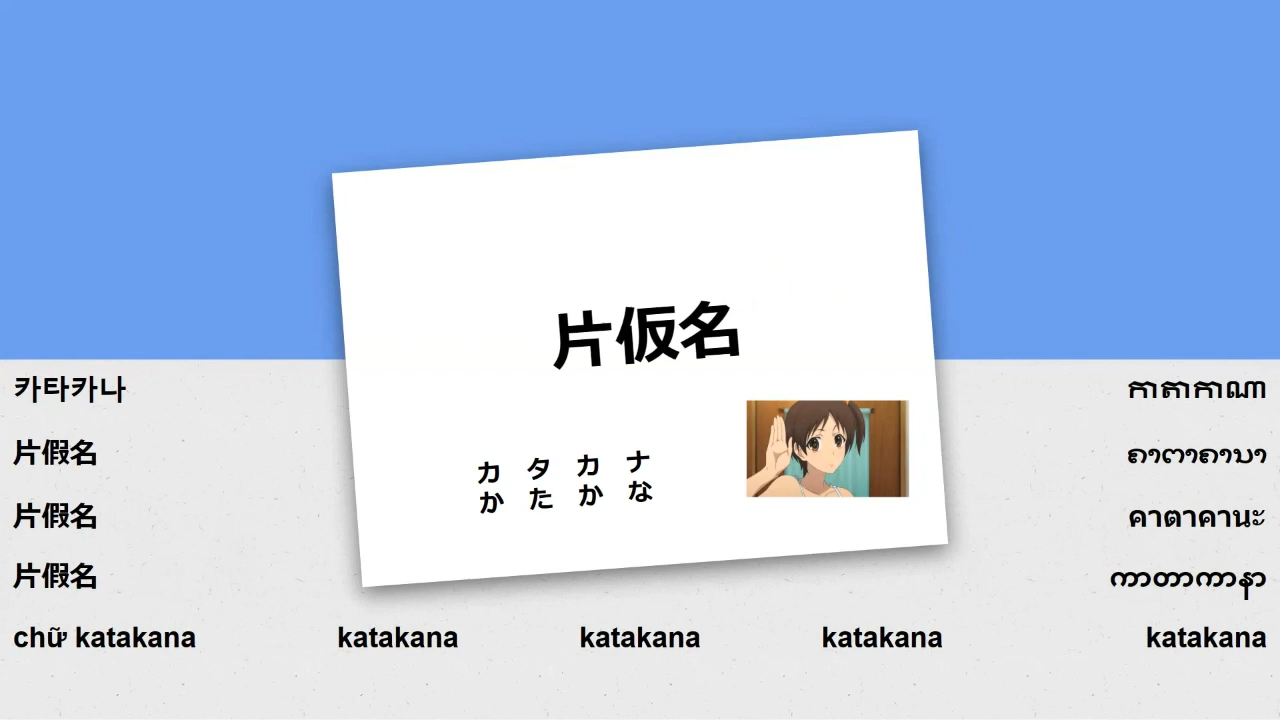 片仮名
カ タ カ ナ
か た か な
카타카나
片假名
片假名
片假名
កាតាកាណា
ຄາຕາຄານາ
คาตาคานะ
ကာတာကာနာ
chữ katakana katakana katakana katakana katakana